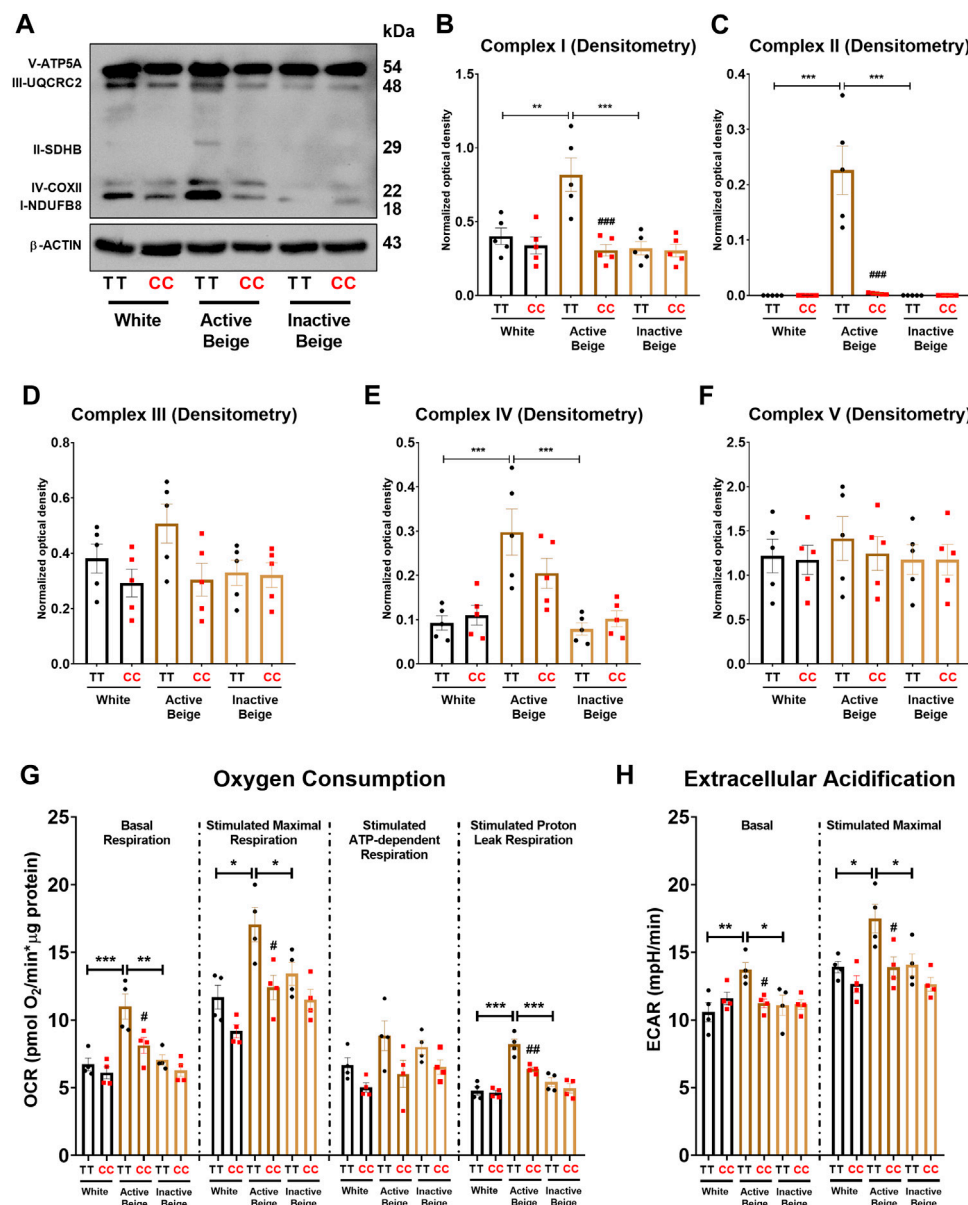 A
kDa
V-ATP5A
54
III-UQCRC2
48
II-SDHB
29
IV-COXII
22
I-NDUFB8
18
β-ACTIN
43
TT CC TT CC TT CC
White Active Beige Inactive Beige
B
Complex I (Densitometry)
Normalized optical density
1.5
1.0
0.5
0.0
** ***
###
TT CC TT CC TT CC
White Active Beige Inactive Beige
C
Complex II (Densitometry)
Normalized optical density
0.4
0.3
0.2
0.1
0.0
*** ***
###
TT CC TT CC TT CC
White Active Beige Inactive Beige
D
Complex III (Densitometry)
Normalized optical density
0.8
0.6
0.4
0.2
0.0
TT CC TT CC TT CC
White Active Beige Inactive Beige
E
Complex IV (Densitometry)
Normalized optical density
0.5
0.4
0.3
0.2
0.1
0.0
*** ***
TT CC TT CC TT CC
White Active Beige Inactive Beige
F
Complex V (Densitometry)
Normalized optical density
2.5
2.0
1.5
1.0
0.5
0.0
TT CC TT CC TT CC
White Active Beige Inactive Beige
G
Oxygen Consumption
OCR (pmol O₂/min*μg protein)
25
20
15
10
5
0
Basal Respiration
*** **
#
TT CC TT CC TT CC
White Active Beige Inactive Beige
Stimulated Maximal Respiration
* *
#
TT CC TT CC TT CC
White Active Beige Inactive Beige
Stimulated ATP-dependent Respiration
TT CC TT CC TT CC
White Active Beige Inactive Beige
Stimulated Proton Leak Respiration
*** ***
##
TT CC TT CC TT CC
White Active Beige Inactive Beige
H
Extracellular Acidification
ECAR (mpH/min)
25
20
15
10
5
0
Basal
** *
#
TT CC TT CC TT CC
White Active Beige Inactive Beige
Stimulated Maximal
* *
#
TT CC TT CC TT CC
White Active Beige Inactive Beige